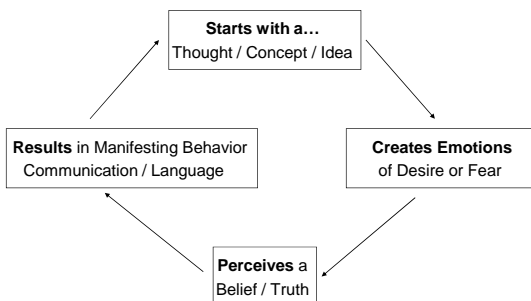 Starts with a…
Thought / Concept / Idea
Creates Emotions
of Desire or Fear
Perceives a
Belief / Truth
Results in Manifesting Behavior
Communication / Language